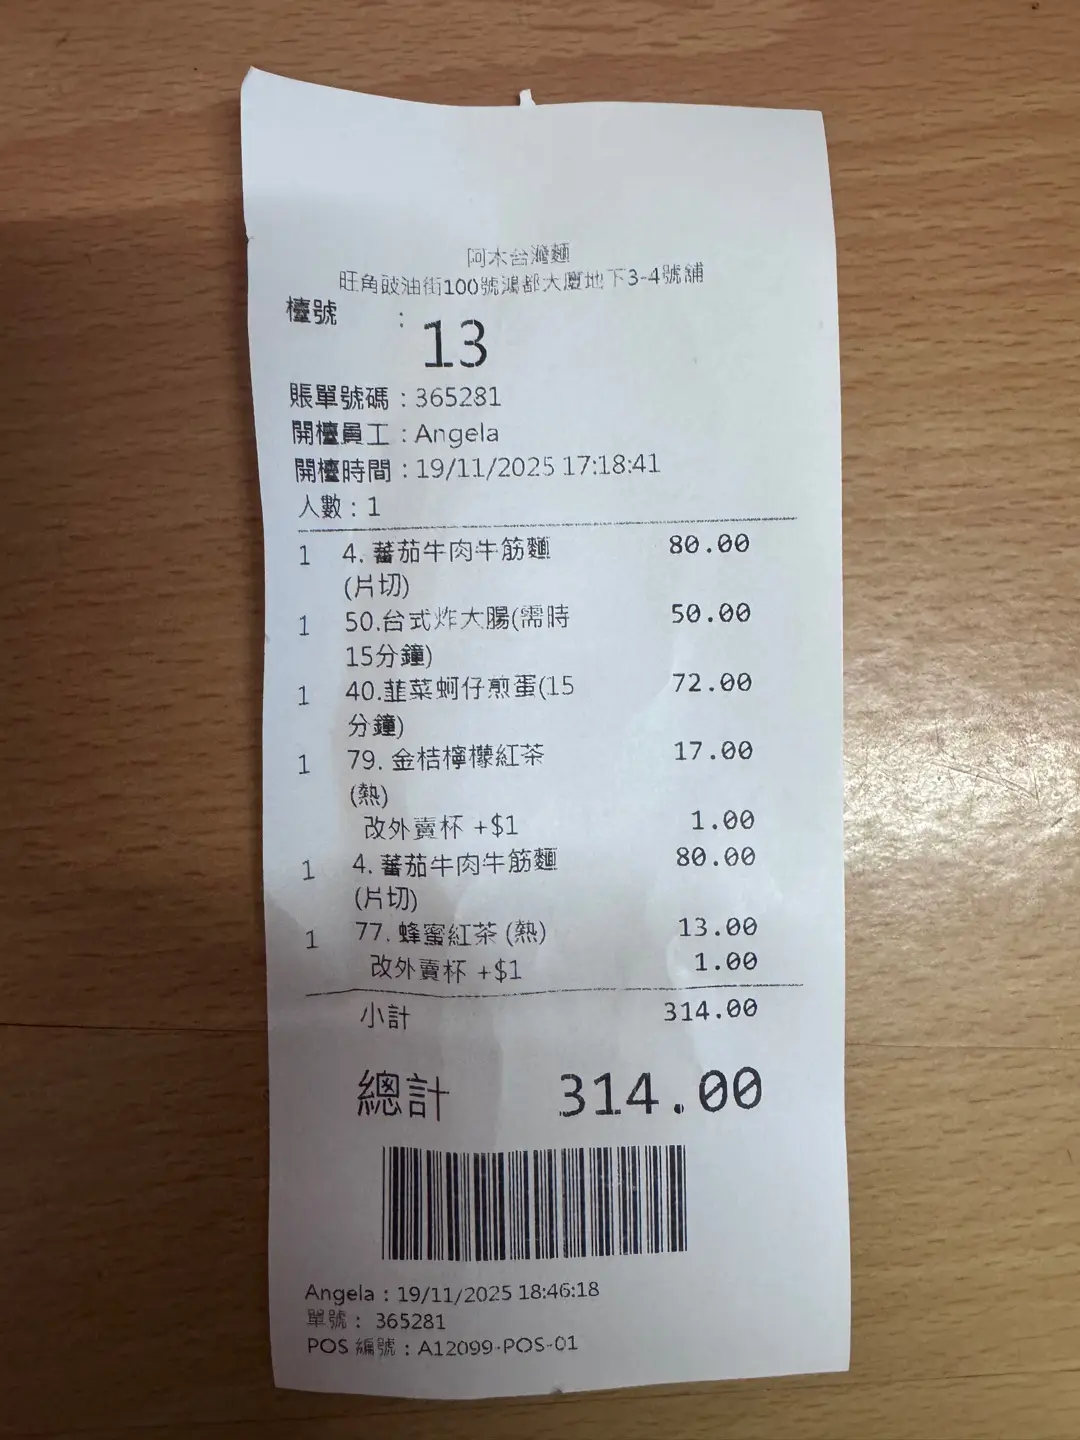 阿木台灣麵
旺角豉油街100號鴻都大廈地下3-4號舖
檯號 :
13
賬單號碼 : 365281
開檯員工 : Angela
開檯時間 : 19/11/2025 17:18:41
人數 : 1
1 4. 蕃茄牛肉牛筋麵 80.00
(片切)
1 50.台式炸大腸(需時 50.00
15分鐘)
1 40.韮菜蚵仔煎蛋(15 72.00
分鐘)
1 79. 金桔檸檬紅茶 17.00
(熱)
改外賣杯 +$1 1.00
1 4. 蕃茄牛肉牛筋麵 80.00
(片切)
1 77. 蜂蜜紅茶 (熱) 13.00
改外賣杯 +$1 1.00
小計 314.00
總計 314.00
Angela : 19/11/2025 18:46:18
單號 : 365281
POS 編號 : A12099-POS-01